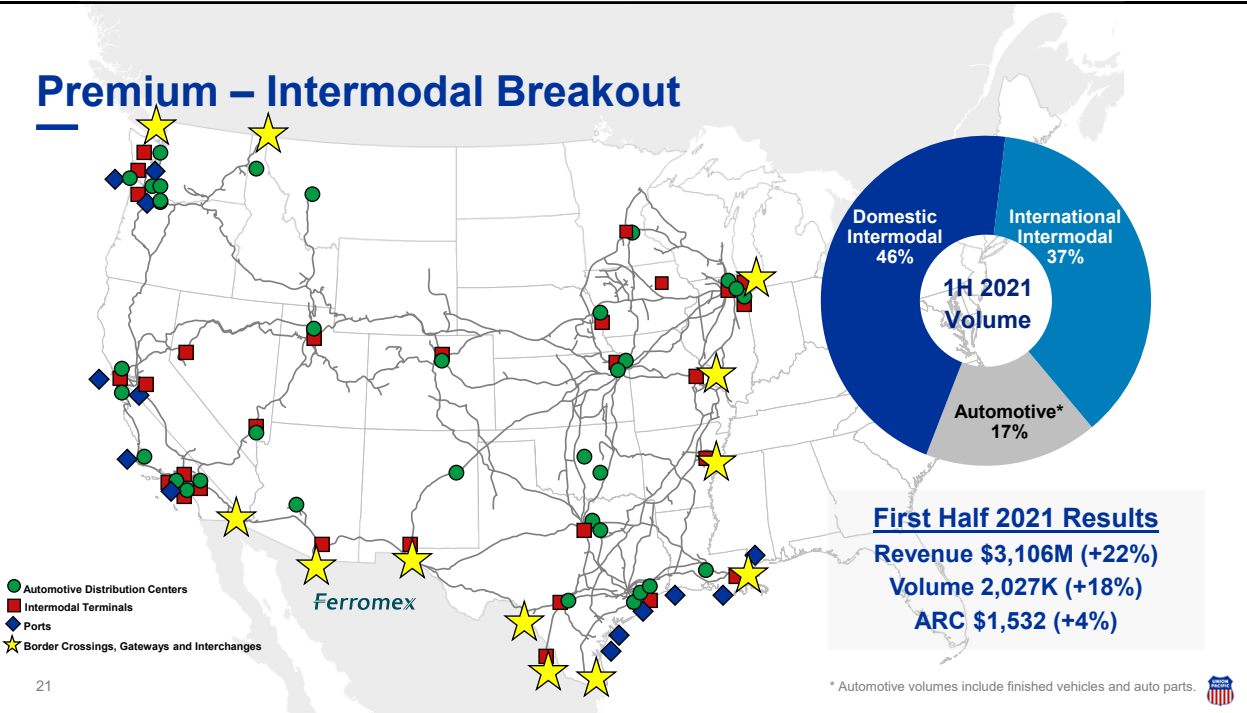 Premium – Intermodal Breakout
Domestic
Intermodal
46%
International
Intermodal
37%
1H 2021
Volume
Automotive*
17%
First Half 2021 Results
Revenue $3,106M (+22%)
Volume 2,027K (+18%)
ARC $1,532 (+4%)
Automotive Distribution Centers
Intermodal Terminals
Ports
Border Crossings, Gateways and Interchanges
Ferromex
21
* Automotive volumes include finished vehicles and auto parts.
UNION
PACIFIC